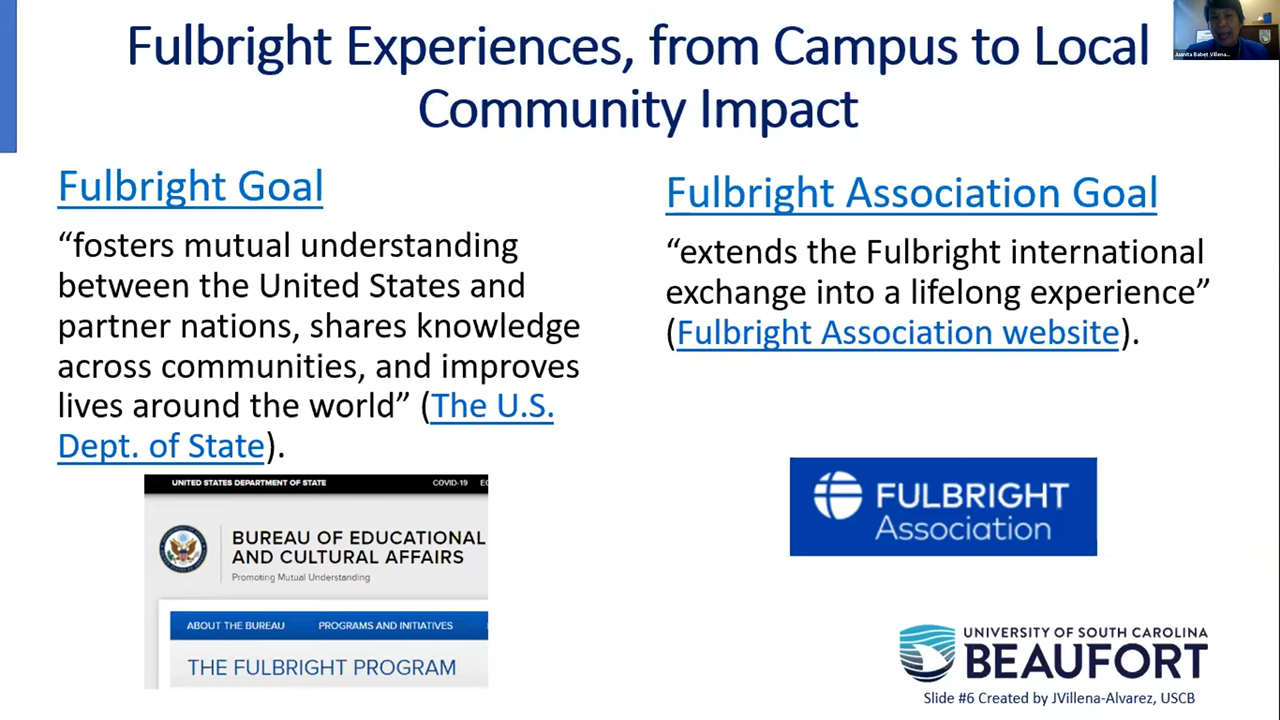 Fulbright Experiences, from Campus to Local
Community Impact
Juanita Babet Villena...
Fulbright Goal
“fosters mutual understanding
between the United States and
partner nations, shares knowledge
across communities, and improves
lives around the world” (The U.S.
Dept. of State).
UNITED STATES DEPARTMENT OF STATE
COVID-19
BUREAU OF EDUCATIONAL
AND CULTURAL AFFAIRS
Promoting Mutual Understanding
ABOUT THE BUREAU
PROGRAMS AND INITIATIVES
THE FULBRIGHT PROGRAM
Fulbright Association Goal
“extends the Fulbright international
exchange into a lifelong experience”
(Fulbright Association website).
FULBRIGHT
Association
UNIVERSITY OF SOUTH CAROLINA
BEAUFORT
Slide #6 Created by JVillena-Alvarez, USCB